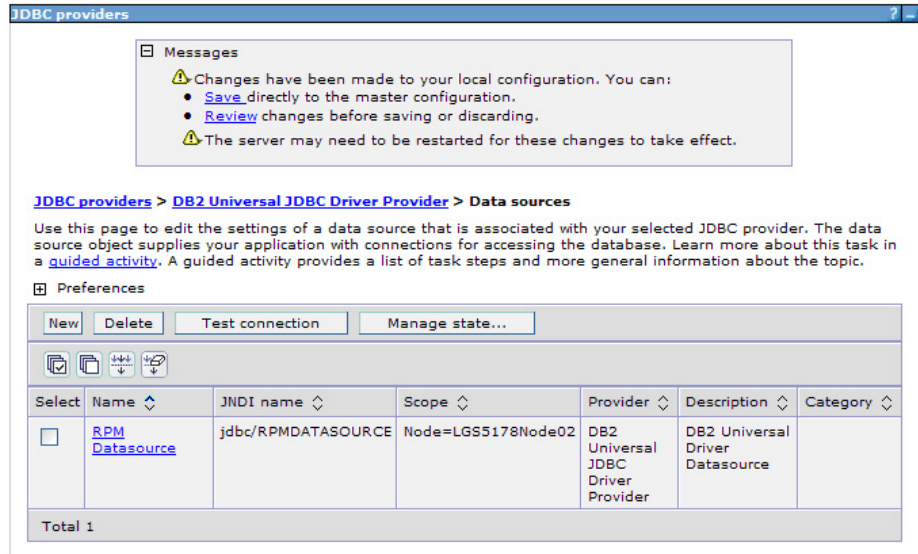 JDBC providers ? _
Messages
Changes have been made to your local configuration. You can:
Save directly to the master configuration.
Review changes before saving or discarding.
The server may need to be restarted for these changes to take effect.
JDBC providers > DB2 Universal JDBC Driver Provider > Data sources
Use this page to edit the settings of a data source that is associated with your selected JDBC provider. The data
source object supplies your application with connections for accessing the database. Learn more about this task in
a guided activity. A guided activity provides a list of task steps and more general information about the topic.
Preferences
New Delete Test connection Manage state...
Select Name JNDI name Scope Provider Description Category
RPM jdbc/RPMDATASOURCE Node=LGS5178Node02 DB2 DB2 Universal
Datasource Universal Driver
JDBC Datasource
Driver
Provider
Total 1